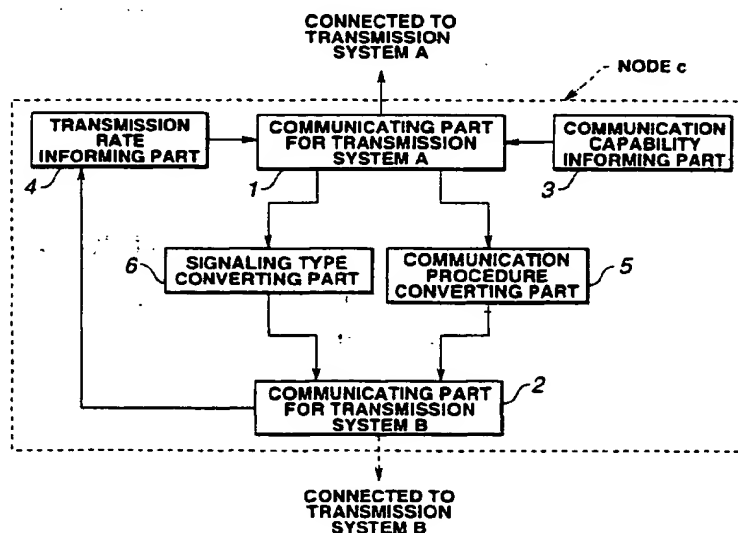 CONNECTED TO
TRANSMISSION
SYSTEM A
NODE c
TRANSMISSION
RATE
INFORMING PART
4
COMMUNICATING PART
FOR TRANSMISSION
SYSTEM A
1
COMMUNICATION
CAPABILITY
INFORMING PART
3
6
SIGNALING TYPE
CONVERTING PART
COMMUNICATION
PROCEDURE
CONVERTING PART
5
COMMUNICATING PART
FOR TRANSMISSION
SYSTEM B
2
CONNECTED TO
TRANSMISSION
SYSTEM B